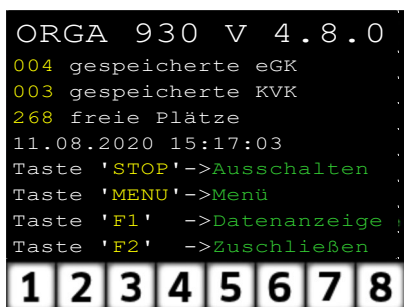 ORGA 930 V 4.8.0
004 gespeicherte eGK
003 gespeicherte KVK
268 freie Plätze
11.08.2020 15:17:03
Taste 'STOP'->Ausschalten
Taste 'MENU'->Menü
Taste 'F1' ->Datenanzeige
Taste 'F2' ->Zuschließen
1 2 3 4 5 6 7 8